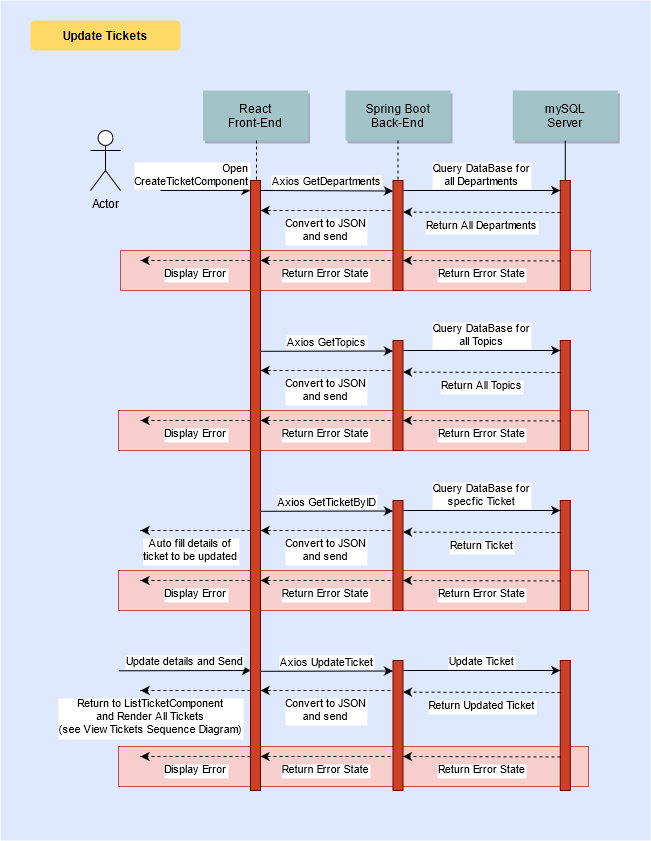 Update Tickets
React
Front-End
Spring Boot
Back-End
mySQL
Server
Actor
Open
CreateTicketComponent
Axios GetDepartments
Query DataBase for
all Departments
Convert to JSON
and send
Return All Departments
Display Error
Return Error State
Return Error State
Axios GetTopics
Query DataBase for
all Topics
Convert to JSON
and send
Return All Topics
Display Error
Return Error State
Return Error State
Axios GetTicketByID
Query DataBase for
specfic Ticket
Auto fill details of
ticket to be updated
Convert to JSON
and send
Return Ticket
Display Error
Return Error State
Return Error State
Update details and Send
Axios UpdateTicket
Update Ticket
Return to ListTicketComponent
and Render All Tickets
(see View Tickets Sequence Diagram)
Convert to JSON
and send
Return Updated Ticket
Display Error
Return Error State
Return Error State